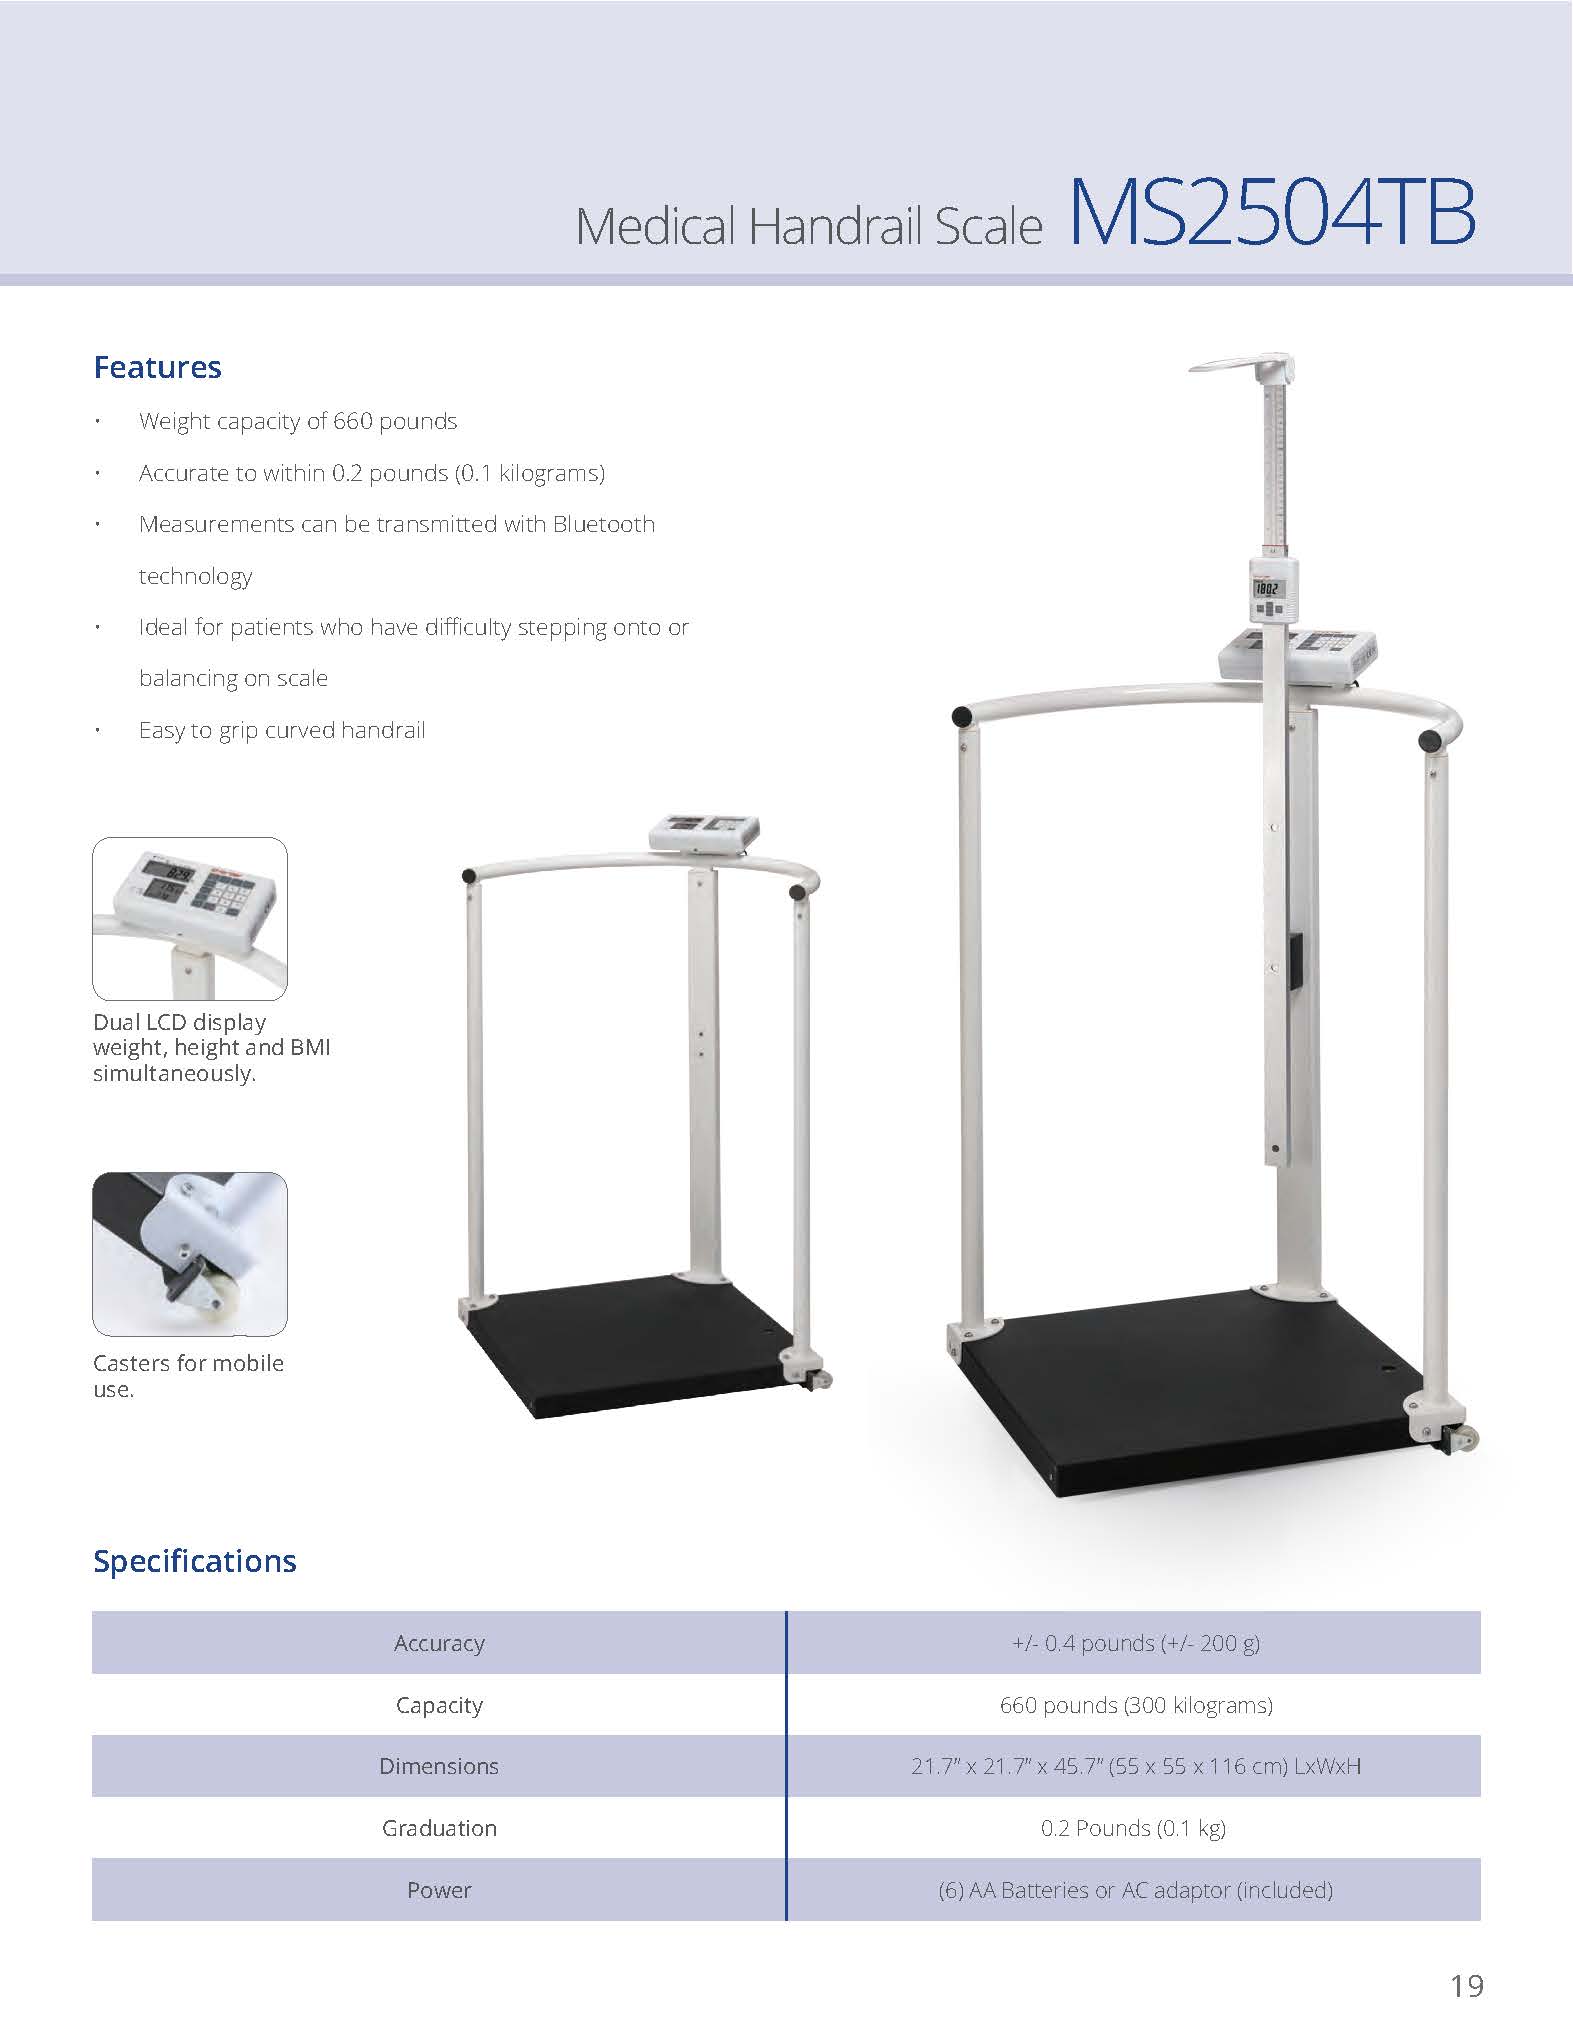 Medical Handrail Scale MS2504TB
Features
• Weight capacity of 660 pounds
• Accurate to within 0.2 pounds (0.1 kilograms)
• Measurements can be transmitted with Bluetooth
technology
• Ideal for patients who have difficulty stepping onto or
balancing on scale
• Easy to grip curved handrail
180.2
Dual LCD display
weight, height and BMI
simultaneously.
Casters for mobile
use.
Specifications
Accuracy +/- 0.4 pounds (+/- 200 g)
Capacity 660 pounds (300 kilograms)
Dimensions 21.7” x 21.7” x 45.7” (55 x 55 x 116 cm) LxWxH
Graduation 0.2 Pounds (0.1 kg)
Power (6) AA Batteries or AC adaptor (included)
19